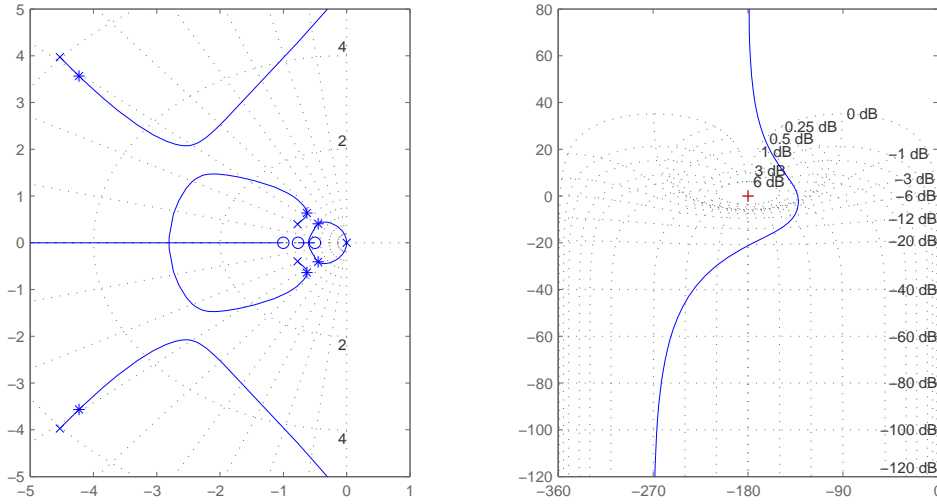 5
4
3
2
1
0
−1
−2
−3
−4
−5
−5
−4
−3
−2
−1
0
1
4
2
2
4
80
60
40
20
0
−20
−40
−60
−80
−100
−120
−360
−270
−180
−90
0
0 dB
0.25 dB
0.5 dB
1 dB
3 dB
6 dB
−1 dB
−3 dB
−6 dB
−12 dB
−20 dB
−40 dB
−60 dB
−80 dB
−100 dB
−120 dB